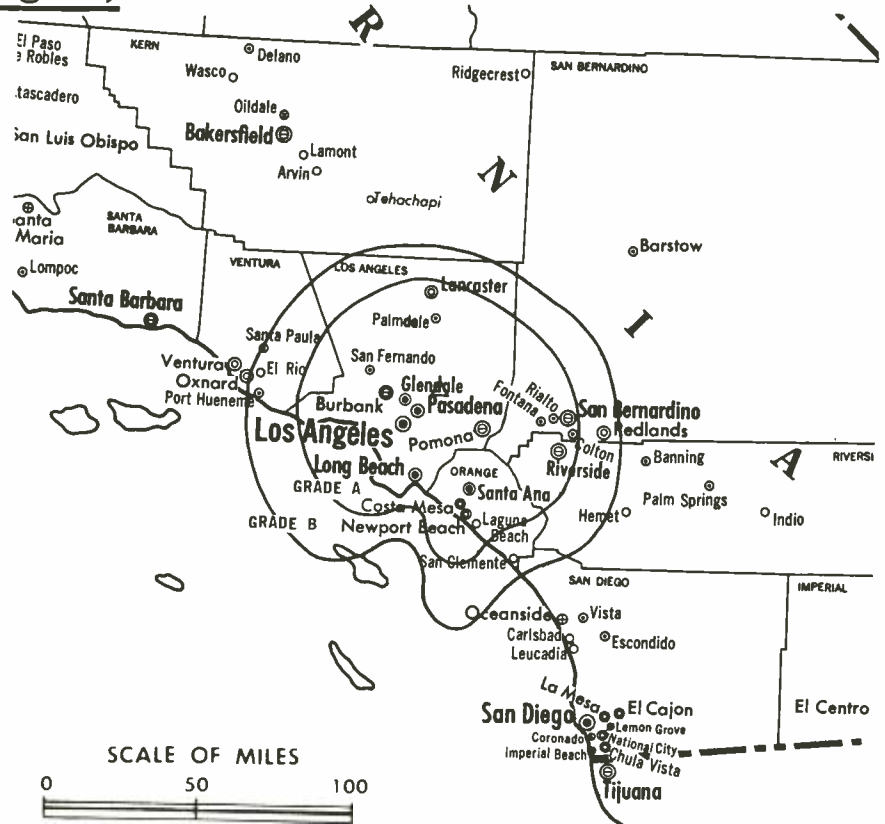 R
N
I
A
El Paso
e Robles
KERN
Delano
Wasco
Ridgecrest
SAN BERNARDINO
tascadero
Oildale
Bakersfield
San Luis Obispo
Lamont
Arvin
Tehachapi
anta
Maria
SANTA
BARBARA
Barstow
Lompoc
VENTURA
LOS ANGELES
Santa Barbara
Lancaster
Palmdale
Santa Paula
San Fernando
Ventura
El Rio
Oxnard
Port Hueneme
Glendale
Burbank
Pasadena
Fontana
Rialto
San Bernardino
Redlands
Los Angeles
Pomona
Colton
Riverside
Banning
RIVERSI
Long Beach
ORANGE
GRADE A
Santa Ana
Palm Springs
Costa Mesa
GRADE B
Newport Beach
Laguna
Beach
Hemet
Indio
San Clemente
SAN DIEGO
IMPERIAL
Oceanside
Vista
Carlsbad
Escondido
Leucadia
La Mesa
El Cajon
San Diego
El Centro
Lemon Grove
Coronado
National City
Imperial Beach
Chula Vista
Tijuana
SCALE OF MILES
0 50 100